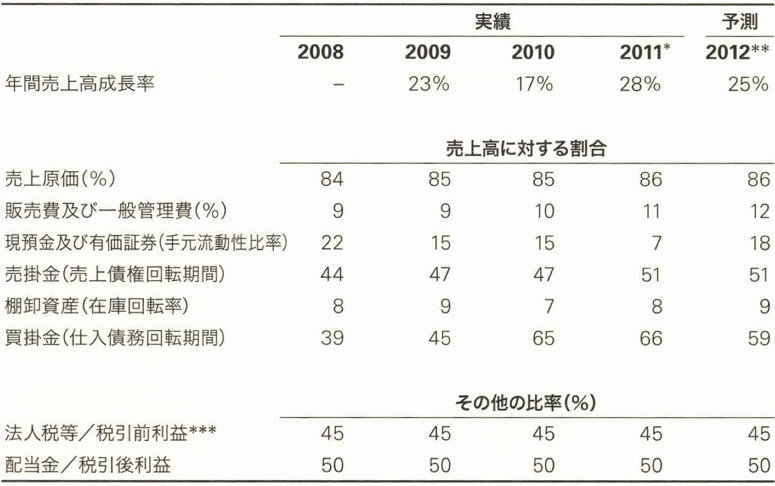 実績 予測
2008 2009 2010 2011* 2012**
年間売上高成長率 – 23% 17% 28% 25%
売上高に対する割合
売上原価(%) 84 85 85 86 86
販売費及び一般管理費(%) 9 9 10 11 12
現預金及び有価証券(手元流動性比率) 22 15 15 7 18
売掛金(売上債権回転期間) 44 47 47 51 51
棚卸資産(在庫回転率) 8 9 7 8 9
買掛金(仕入債務回転期間) 39 45 65 66 59
その他の比率(%)
法人税等／税引前利益*** 45 45 45 45 45
配当金／税引後利益 50 50 50 50 50